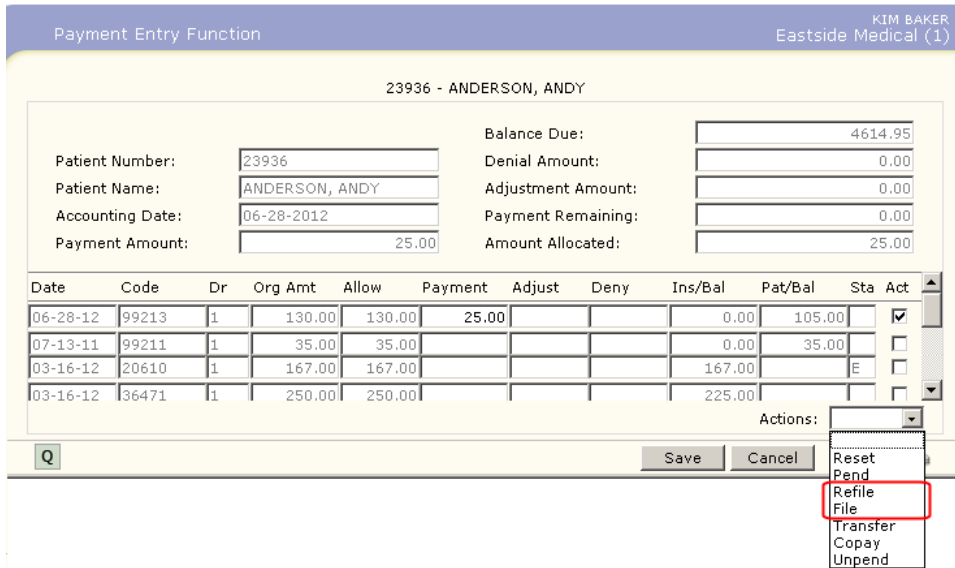 Payment Entry Function
KIM BAKER
Eastside Medical (1)
23936 - ANDERSON, ANDY
Balance Due: 4614.95
Patient Number: 23936 Denial Amount: 0.00
Patient Name: ANDERSON, ANDY Adjustment Amount: 0.00
Accounting Date: 06-28-2012 Payment Remaining: 0.00
Payment Amount: 25.00 Amount Allocated: 25.00
Date Code Dr Org Amt Allow Payment Adjust Deny Ins/Bal Pat/Bal Sta Act
06-28-12 99213 1 130.00 130.00 25.00 0.00 105.00
07-13-11 99211 1 35.00 35.00 0.00 35.00
03-16-12 20610 1 167.00 167.00 167.00 E
03-16-12 36471 1 250.00 250.00 225.00
Actions:
Q Save Cancel
Reset
Pend
Refile
File
Transfer
Copay
Unpend